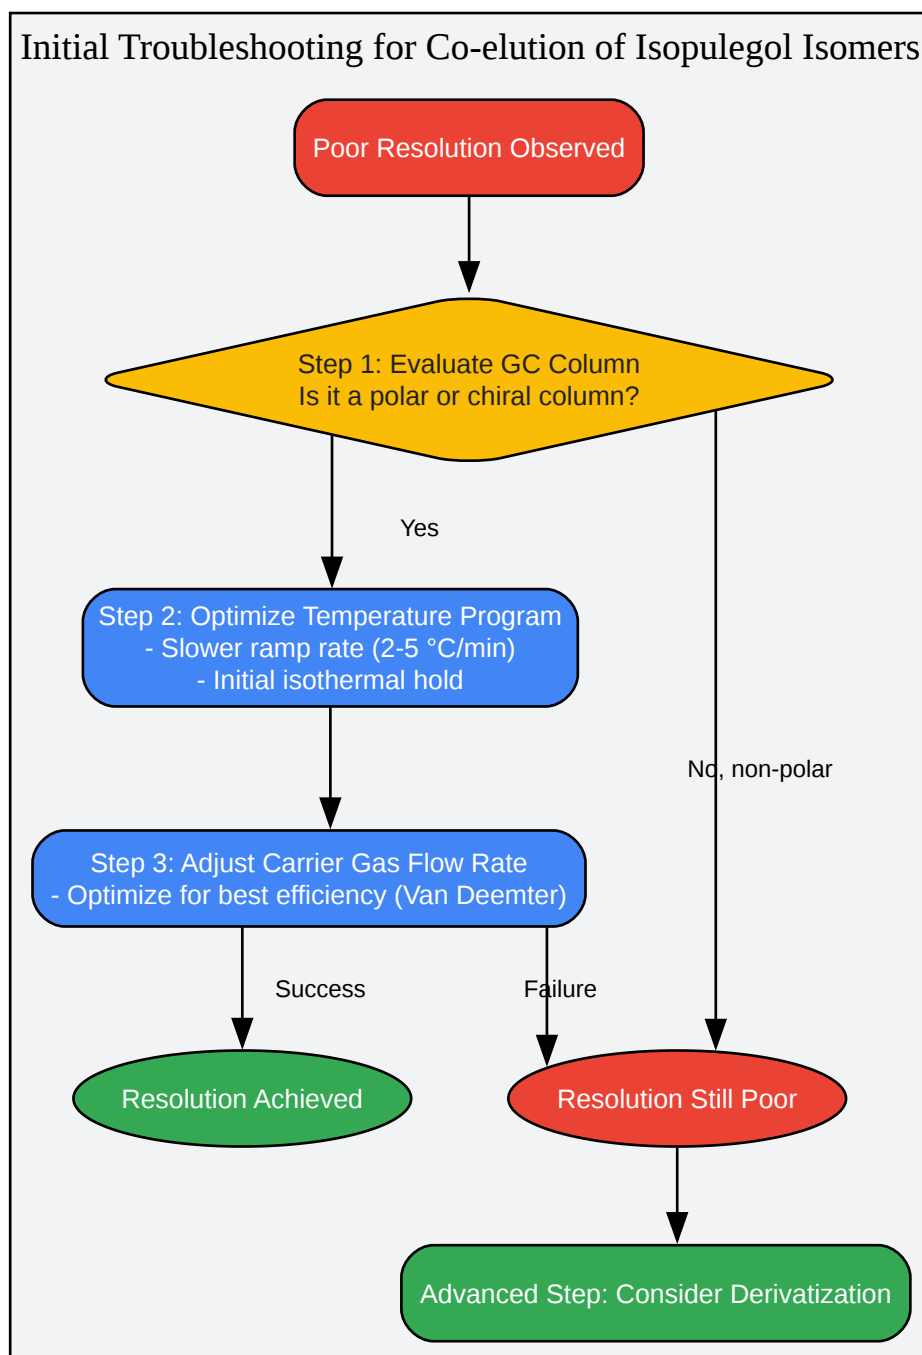 Initial Troubleshooting for Co-elution of Isopulegol Isomers
Poor Resolution Observed
Step 1: Evaluate GC Column
Is it a polar or chiral column?
Yes
Step 2: Optimize Temperature Program
- Slower ramp rate (2-5 °C/min)
- Initial isothermal hold
No, non-polar
Step 3: Adjust Carrier Gas Flow Rate
- Optimize for best efficiency (Van Deemter)
Success
Failure
Resolution Achieved
Resolution Still Poor
Advanced Step: Consider Derivatization